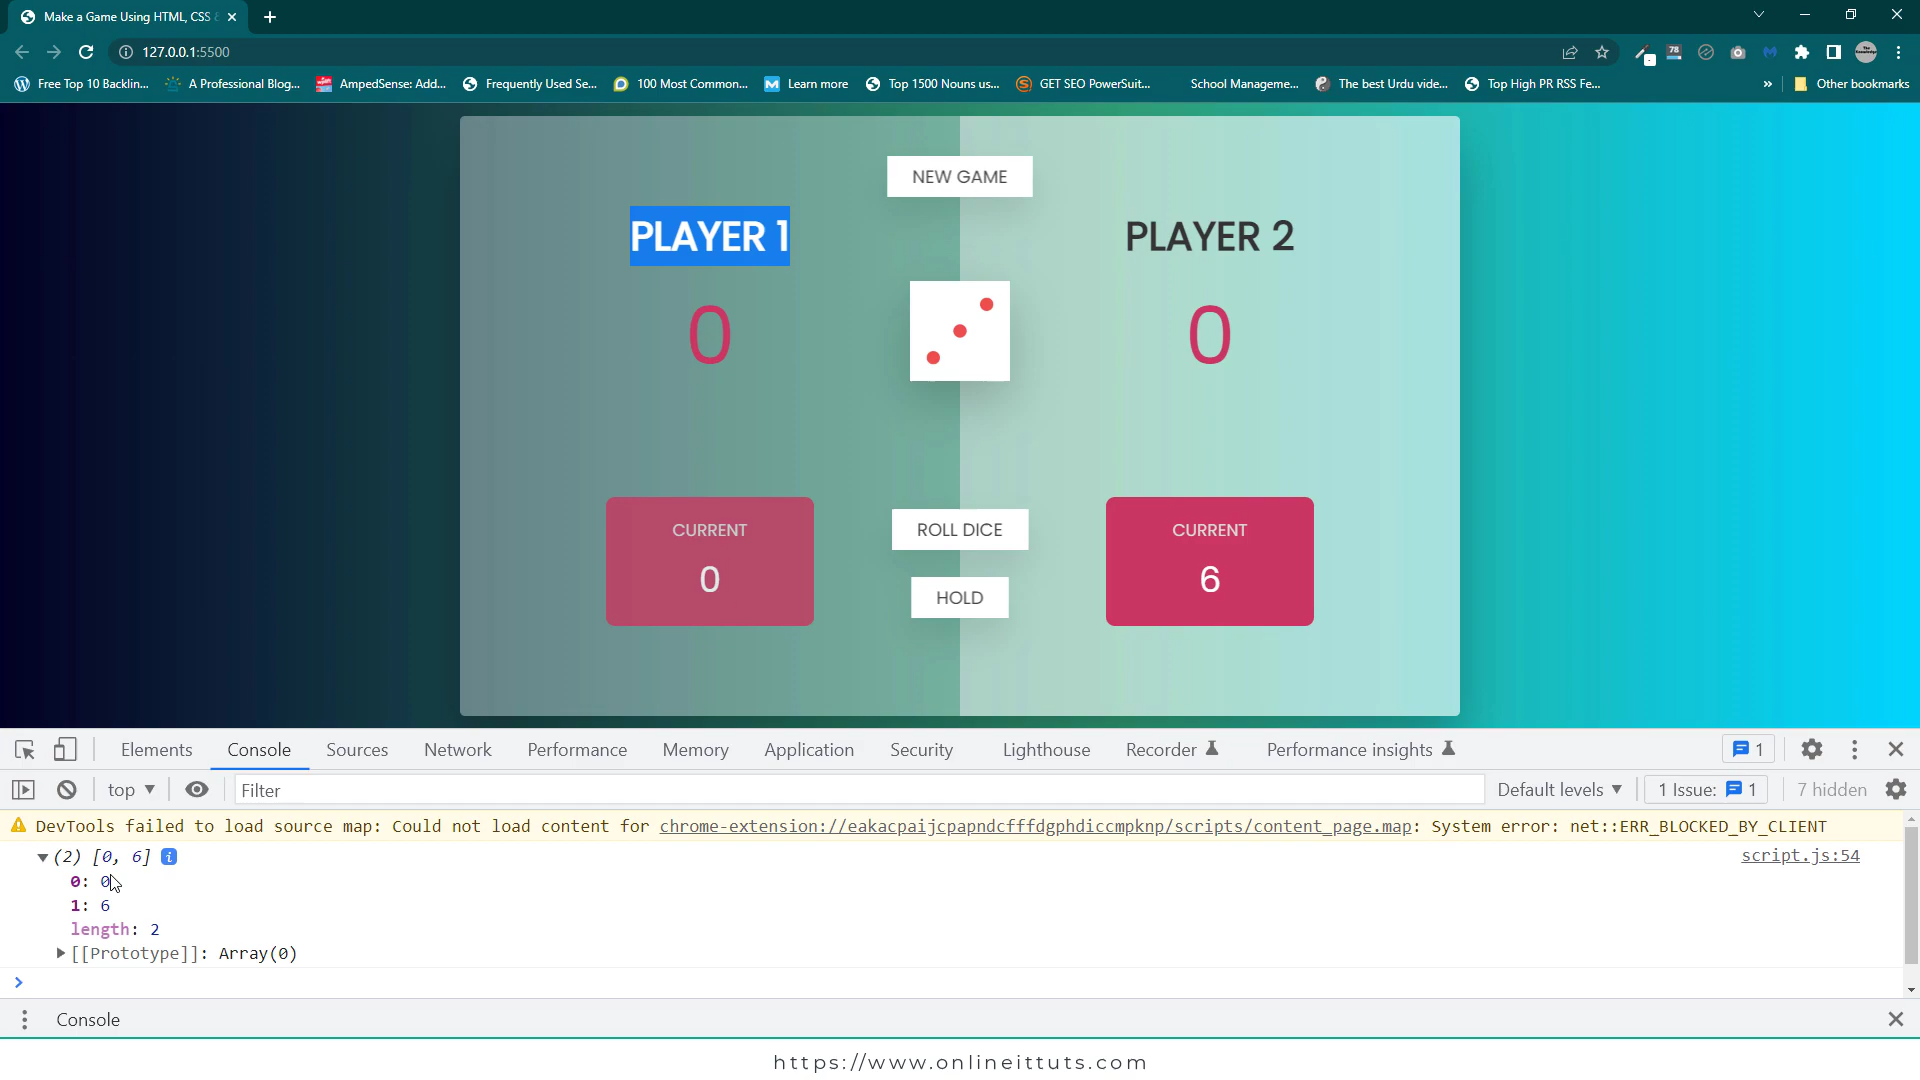 Make a Game Using HTML, CSS &
127.0.0.1:5500
78
Free Top 10 Backlin...
A Professional Blog...
AmpedSense: Add...
Frequently Used Se...
100 Most Common...
Learn more
Top 1500 Nouns us...
GET SEO PowerSuit...
School Manageme...
The best Urdu vide...
Top High PR RSS Fe...
»
Other bookmarks
NEW GAME
PLAYER 1
PLAYER 2
0
0
CURRENT
0
ROLL DICE
HOLD
CURRENT
6
Elements
Console
Sources
Network
Performance
Memory
Application
Security
Lighthouse
Recorder
Performance insights
1
top
Filter
Default levels
1 Issue: 1
7 hidden
DevTools failed to load source map: Could not load content for chrome-extension://eakacpaijcpapndcfffdgphdiccmpknp/scripts/content_page.map: System error: net::ERR_BLOCKED_BY_CLIENT
(2) [0, 6]
script.js:54
0: 0
1: 6
length: 2
[[Prototype]]: Array(0)
Console
https://www.onlineittuts.com